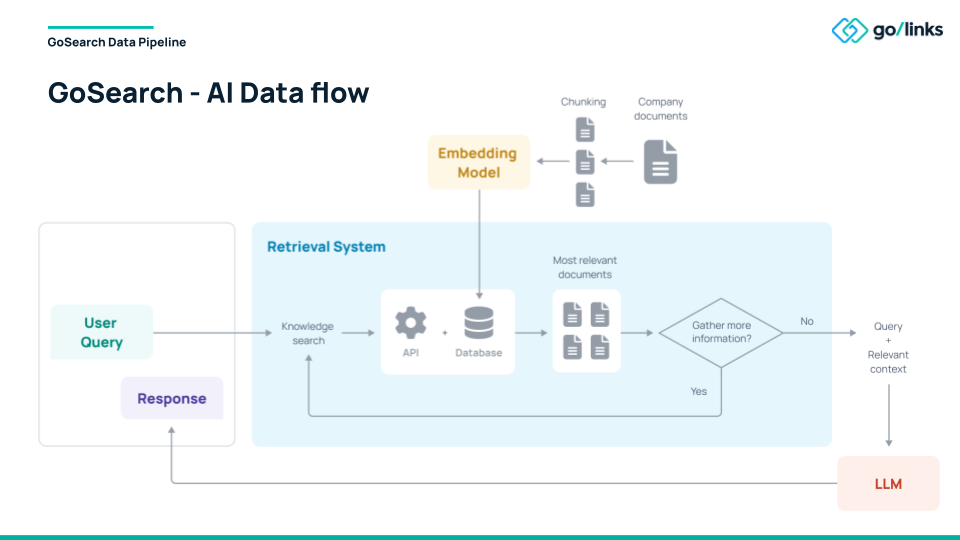 GoSearch Data Pipeline
go/links
GoSearch - AI Data flow
Chunking
Company
documents
Embedding
Model
Retrieval System
Most relevant
documents
User
Query
Knowledge
search
API
+
Database
Gather more
information?
No
Yes
Query
+
Relevant
context
Response
LLM